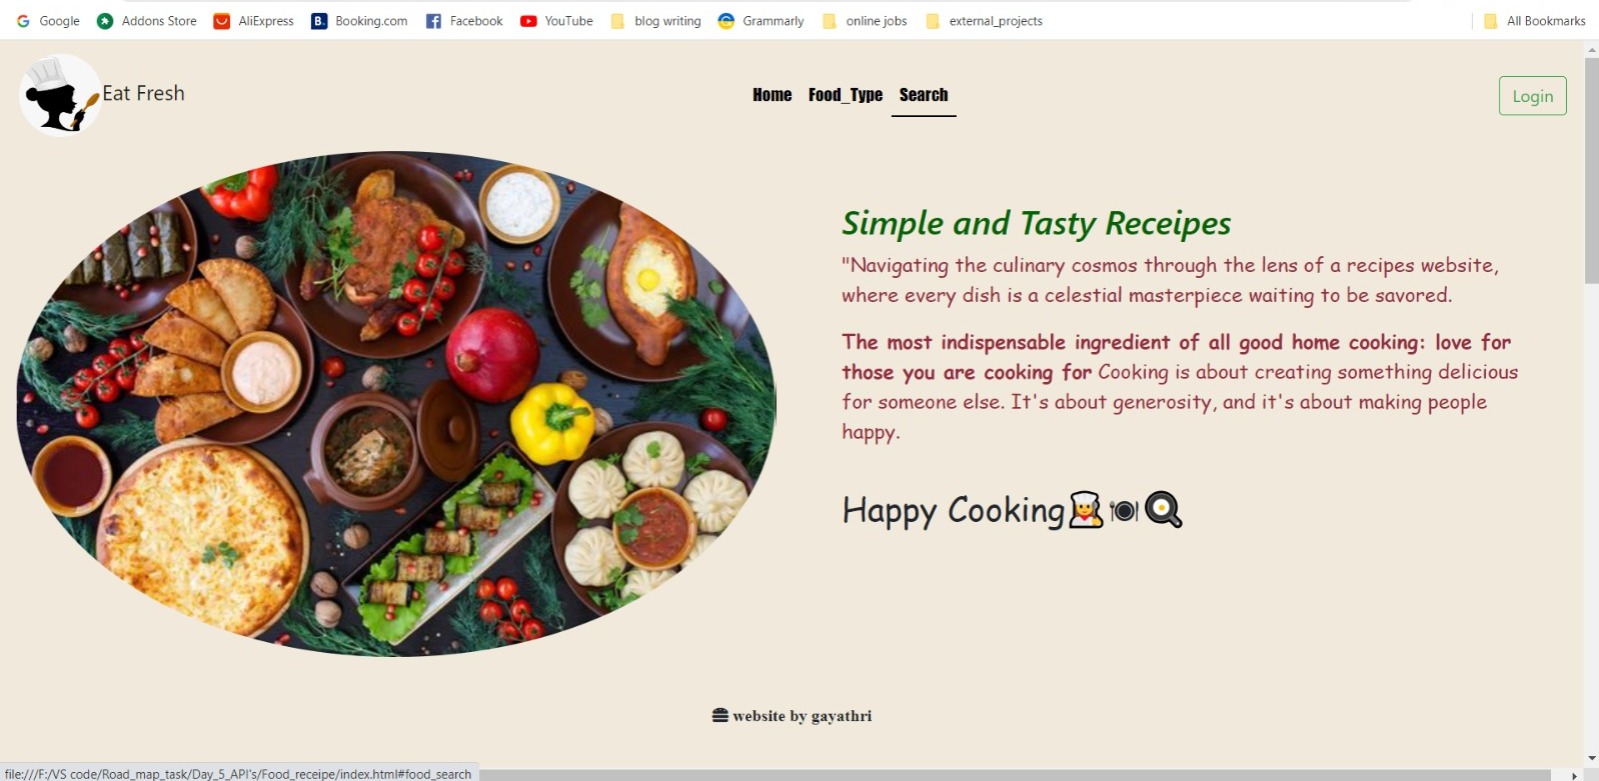 Google Addons Store AliExpress B. Booking.com Facebook YouTube blog writing Grammarly online jobs external_projects All Bookmarks
Eat Fresh
Home Food_Type Search
Login
Simple and Tasty Receipes
"Navigating the culinary cosmos through the lens of a recipes website,
where every dish is a celestial masterpiece waiting to be savored.
The most indispensable ingredient of all good home cooking: love for
those you are cooking for Cooking is about creating something delicious
for someone else. It's about generosity, and it's about making people
happy.
Happy Cooking👩‍🍳🍽️🍳
website by gayathri
file:///F:/VS code/Road_map_task/Day_5_API's/Food_receipe/index.html#food_search